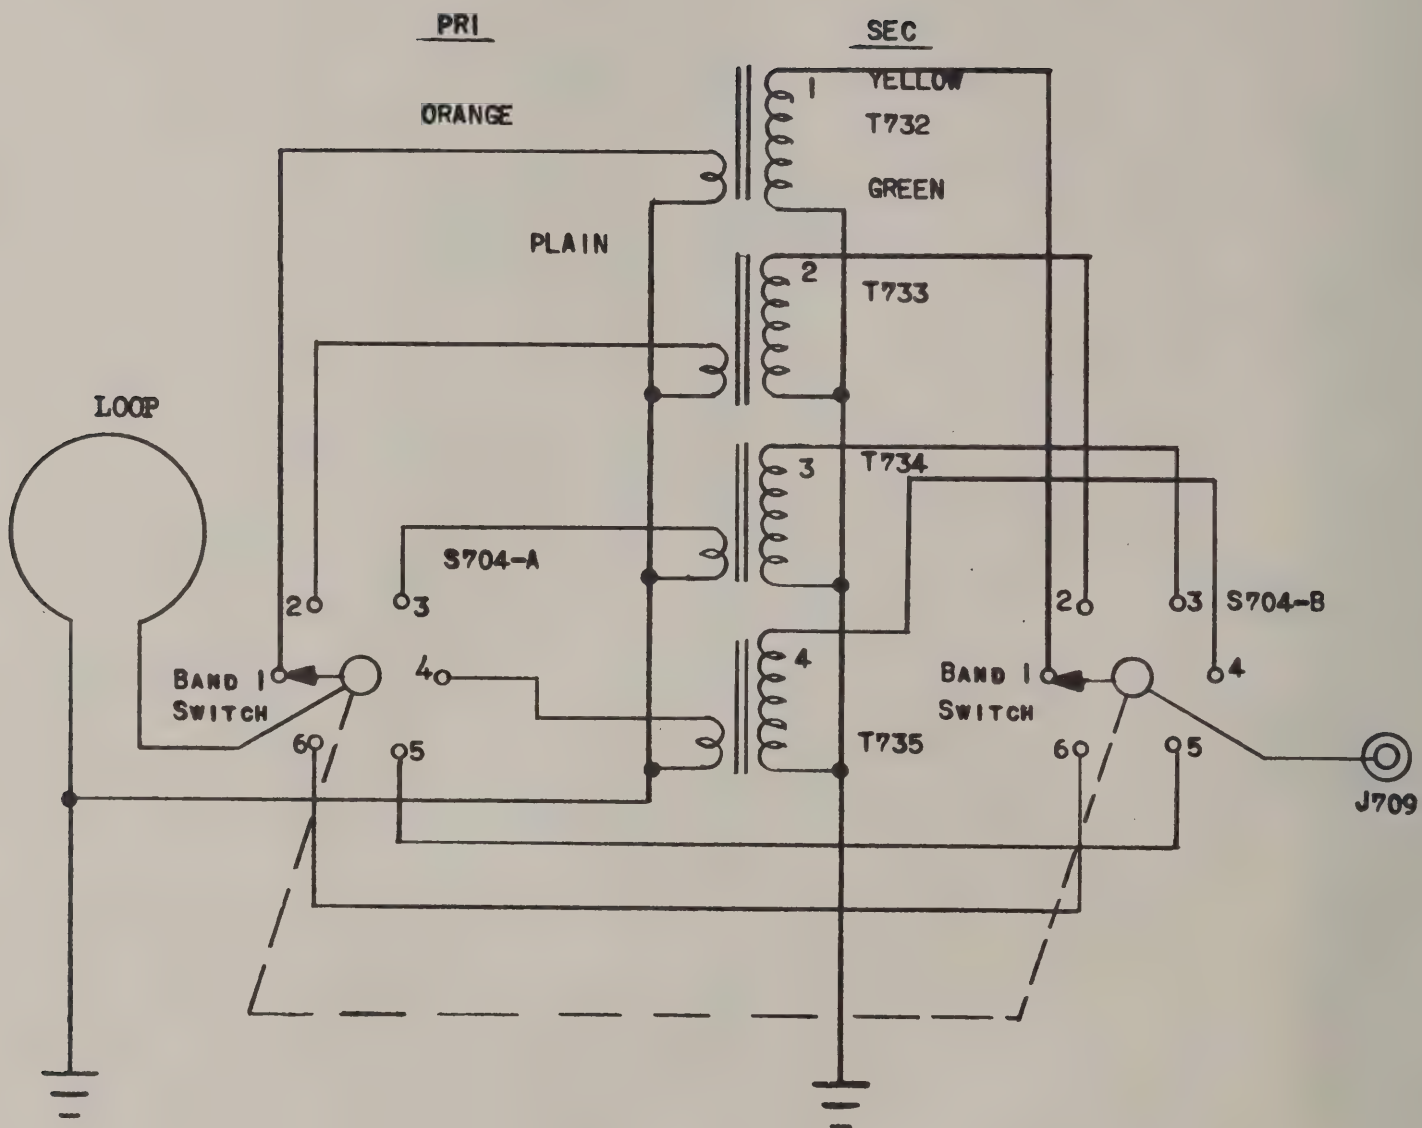 PRI
SEC
1 YELLOW
ORANGE
T732
GREEN
PLAIN
2
T733
LOOP
3
T734
S704-A
2
3
2
3
S704-B
4
BAND 1
SWITCH
4
BAND 1
SWITCH
4
6
5
T735
6
5
J709